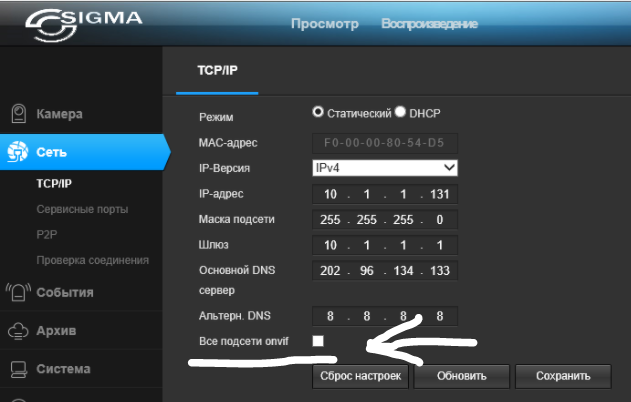 SIGMA
Просмотр Воспроизведение
TCP/IP
Режим Статический DHCP
Камера
MAC-адрес F0-00-00-80-54-D5
Сеть
IP-Версия IPv4
TCP/IP
IP-адрес 10 . 1 . 1 . 131
Сервисные порты
Маска подсети 255 . 255 . 255 . 0
P2P
Шлюз 10 . 1 . 1 . 1
Проверка соединения
Основной DNS сервер 202 . 96 . 134 . 133
События
Альтерн. DNS 8 . 8 . 8 . 8
Архив
Все подсети onvif
Система
Сброс настроек Обновить Сохранить